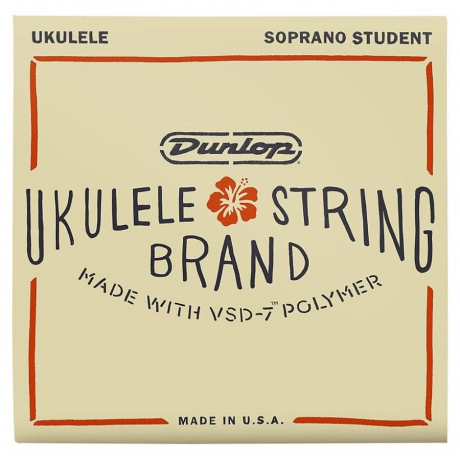 UKULELE SOPRANO STUDENT
Dunlop
UKULELE STRING
BRAND
MADE WITH VSD-7™ POLYMER
MADE IN U.S.A.